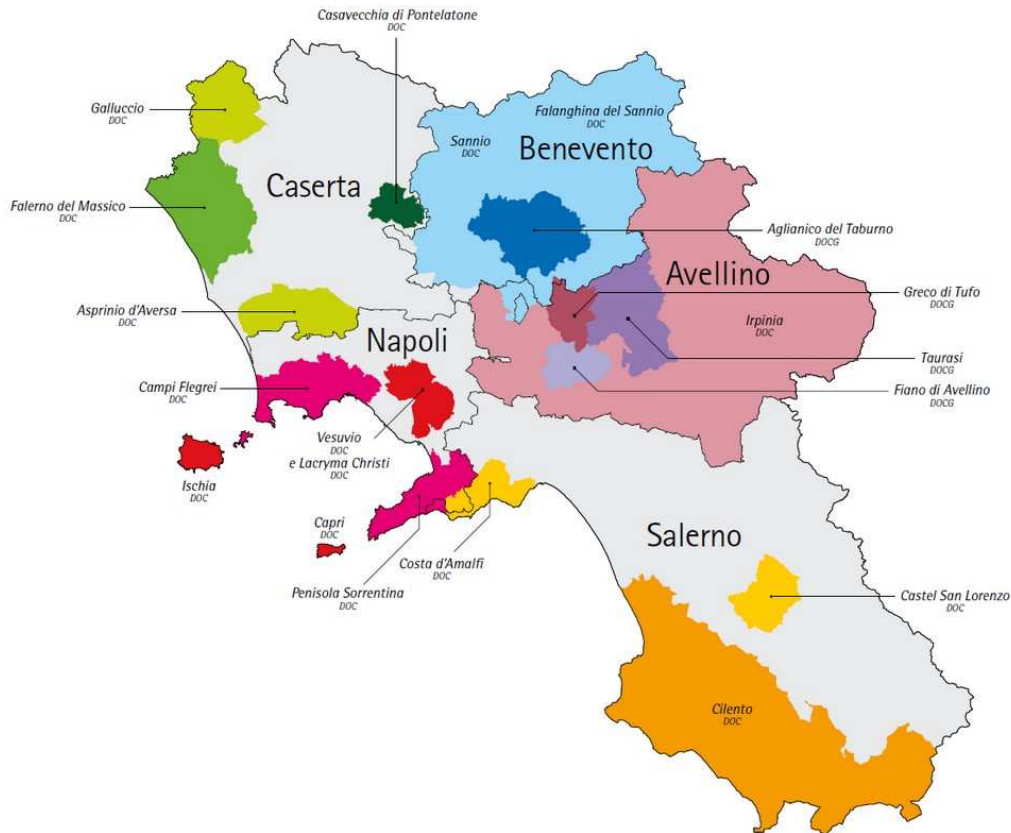 Casavecchia di Pontelatone
DOC
Galluccio
DOC
Falanghina del Sannio
DOC
Sannio
DOC
Benevento
Caserta
Falerno del Massico
DOC
Aglianico del Taburno
DOCG
Avellino
Greco di Tufo
DOCG
Asprinio d'Aversa
DOC
Irpinia
DOC
Napoli
Taurasi
DOCG
Campi Flegrei
DOC
Fiano di Avellino
DOCG
Vesuvio
DOC
e Lacryma Christi
DOC
Ischia
DOC
Capri
DOC
Costa d'Amalfi
DOC
Penisola Sorrentina
DOC
Salerno
Castel San Lorenzo
DOC
Cilento
DOC